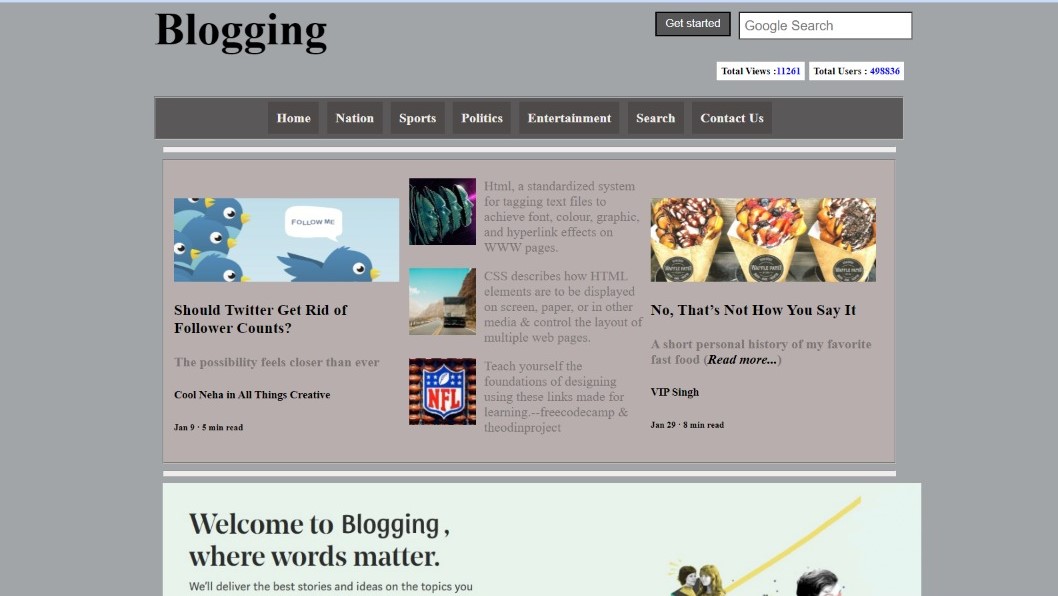 Blogging
Get started
Google Search
Total Views :11261
Total Users : 498836
Home
Nation
Sports
Politics
Entertainment
Search
Contact Us
FOLLOW ME
Should Twitter Get Rid of
Follower Counts?
The possibility feels closer than ever
Cool Neha in All Things Creative
Jan 9 · 5 min read
Html, a standardized system
for tagging text files to
achieve font, colour, graphic,
and hyperlink effects on
WWW pages.
CSS describes how HTML
elements are to be displayed
on screen, paper, or in other
media & control the layout of
multiple web pages.
NFL
Teach yourself the
foundations of designing
using these links made for
learning.--freecodecamp &
theodinproject
No, That’s Not How You Say It
A short personal history of my favorite
fast food (Read more...)
VIP Singh
Jan 29 · 8 min read
Welcome to Blogging ,
where words matter.
We’ll deliver the best stories and ideas on the topics you